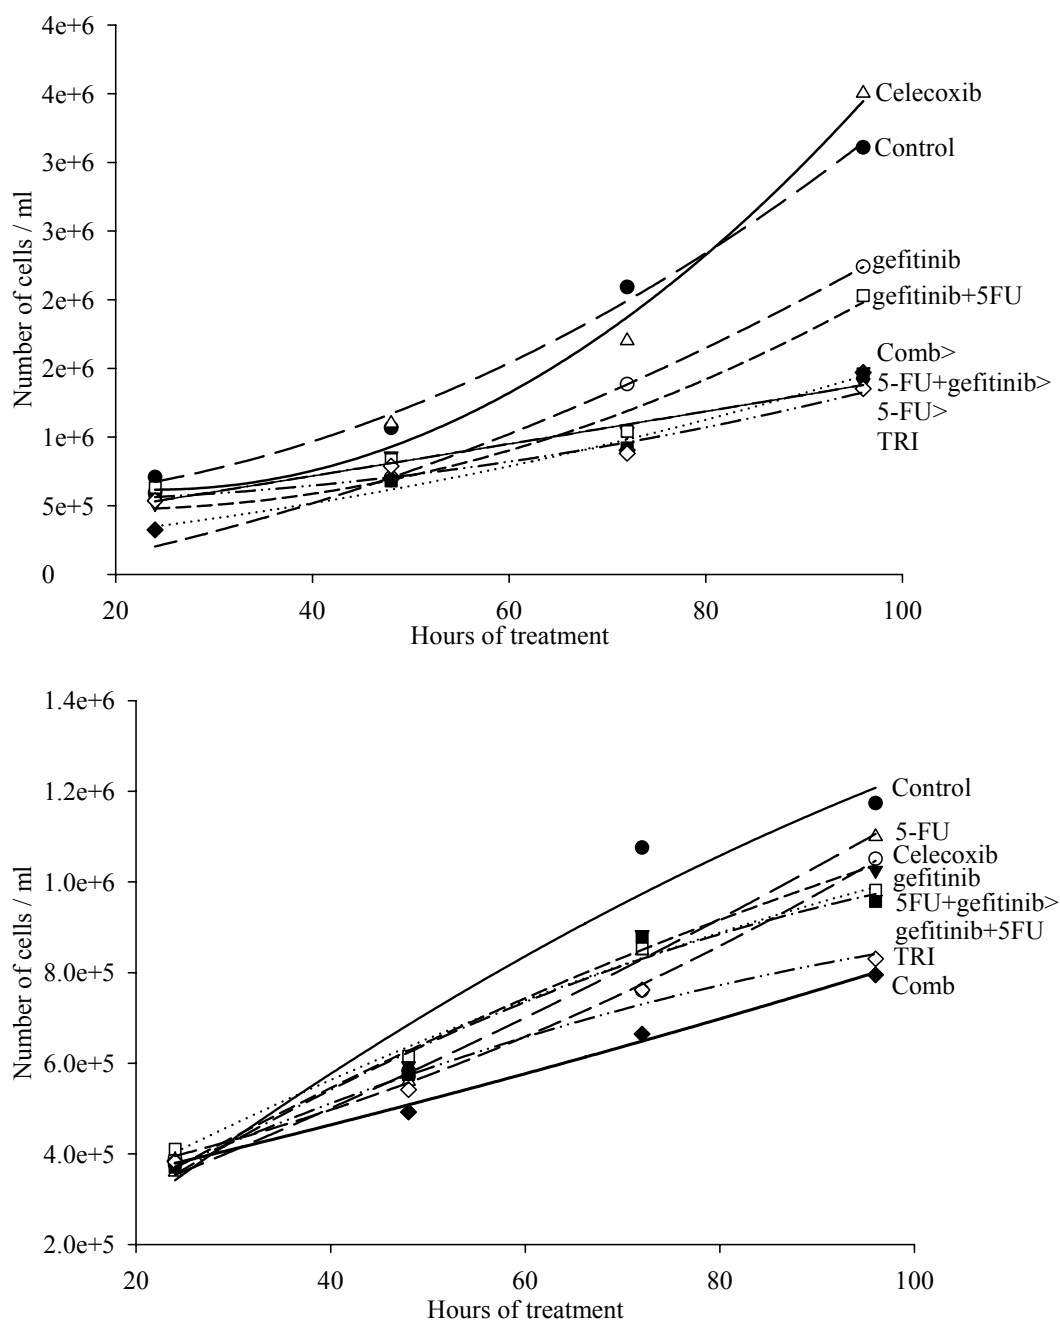 4e+6
4e+6
3e+6
3e+6
2e+6
2e+6
1e+6
5e+5
0
Number of cells / ml
Celecoxib
Control
gefitinib
gefitinib+5FU
Comb>
5-FU+gefitinib>
5-FU>
TRI
20
40
60
80
100
Hours of treatment
1.4e+6
1.2e+6
1.0e+6
8.0e+5
6.0e+5
4.0e+5
2.0e+5
Number of cells / ml
Control
5-FU
Celecoxib
gefitinib
5FU+gefitinib>
gefitinib+5FU
TRI
Comb
20
40
60
80
100
Hours of treatment